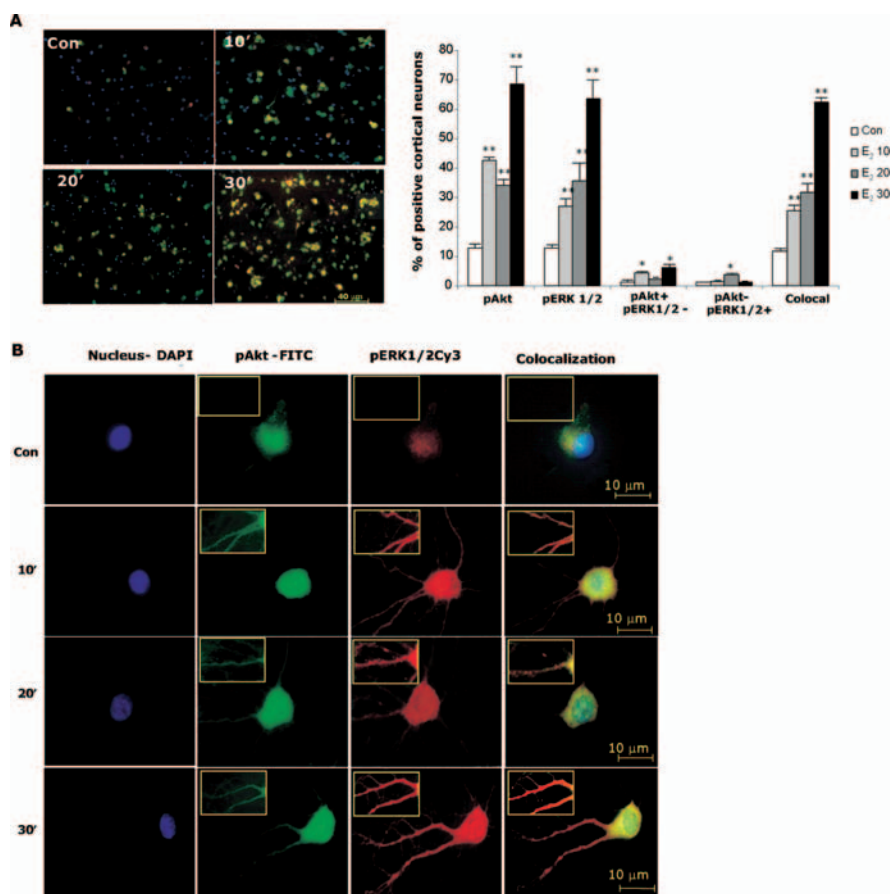 A
Con
10′
20′
30′
40 μm
% of positive cortical neurons
80
70
60
50
40
30
20
10
0
** ** **
** ** **
* *
*
** ** **
pAkt
pERK 1/2
pAkt+
pERK1/2 -
pAkt-
pERK1/2+
Colocal
Con
E₂ 10
E₂ 20
E₂ 30
B
Nucleus- DAPI
pAkt -FITC
pERK1/2Cy3
Colocalization
Con
10 μm
10′
10 μm
20′
10 μm
30′
10 μm